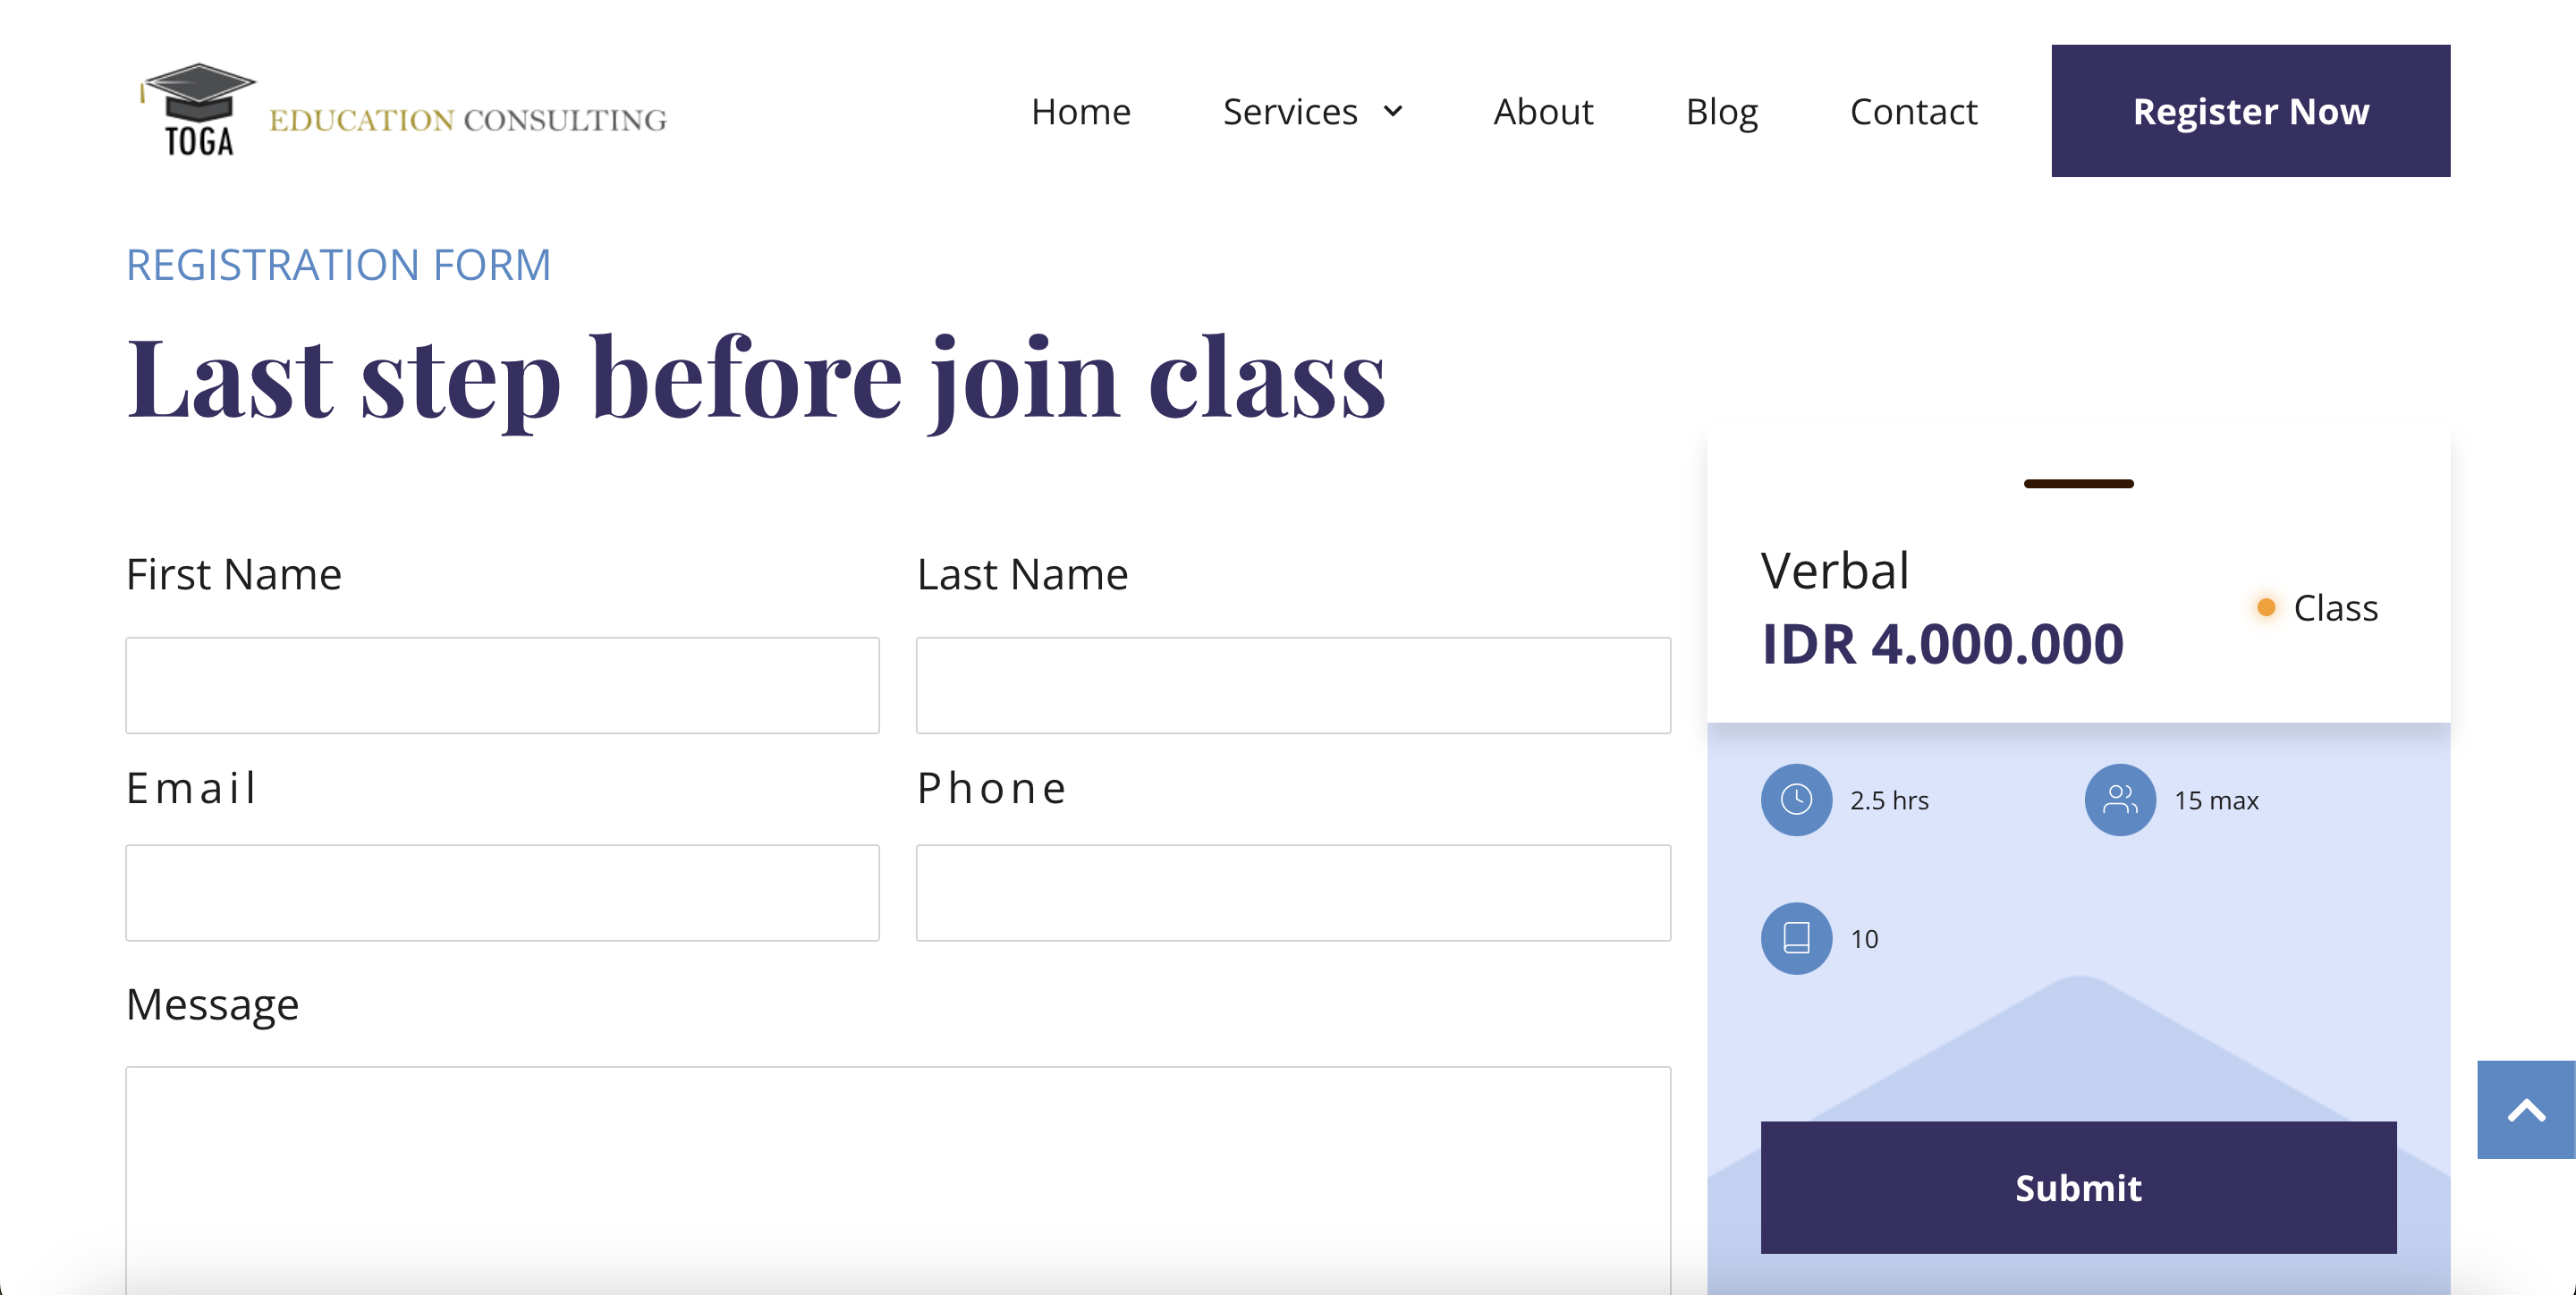 TOGA EDUCATION CONSULTING
Home Services About Blog Contact Register Now
REGISTRATION FORM
Last step before join class
First Name Last Name
Email Phone
Message
Verbal
IDR 4.000.000
Class
2.5 hrs 15 max
10
Submit